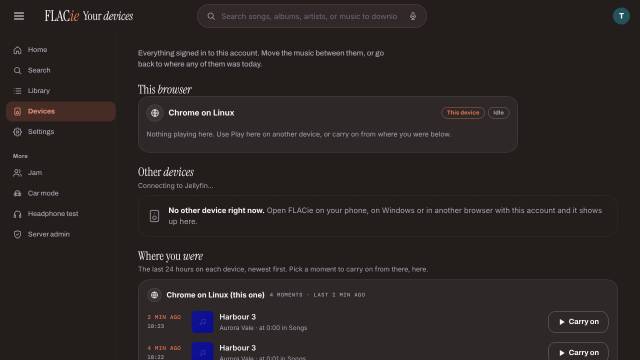 FLACie Your devices
Search songs, albums, artists, or music to downlo
T
Home
Search
Library
Devices
Settings
More
Jam
Car mode
Headphone test
Server admin
Everything signed in to this account. Move the music between them, or go
back to where any of them was today.
This browser
Chrome on Linux
This device
Idle
Nothing playing here. Use Play here on another device, or carry on from where you were below.
Other devices
Connecting to Jellyfin...
No other device right now. Open FLACie on your phone, on Windows or in another browser with this account and it shows
up here.
Where you were
The last 24 hours on each device, newest first. Pick a moment to carry on from there, here.
Chrome on Linux (this one) 4 MOMENTS · LAST 2 MIN AGO
2 MIN AGO
10:23
Harbour 3
Aurora Vale · at 0:00 in Songs
Carry on
4 MIN AGO
10:22
Harbour 3
Aurora Vale · at 0:01 in Songs
Carry on